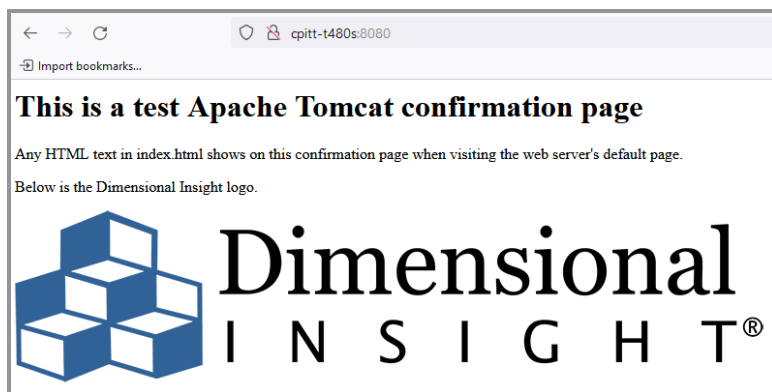 cpitt-t480s:8080
Import bookmarks...
This is a test Apache Tomcat confirmation page
Any HTML text in index.html shows on this confirmation page when visiting the web server's default page.
Below is the Dimensional Insight logo.
Dimensional
INSIGHT®